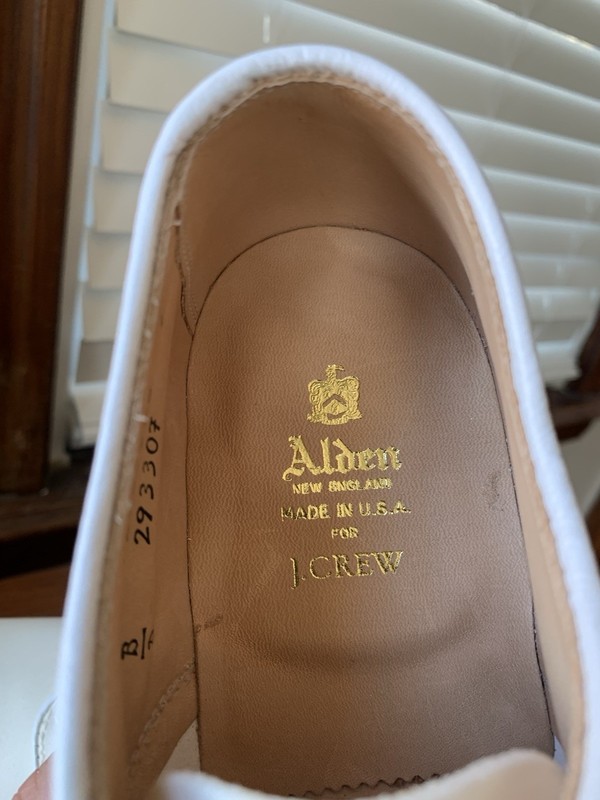 Alden
NEW ENGLAND
MADE IN U.S.A.
FOR
J.CREW
293307
B/